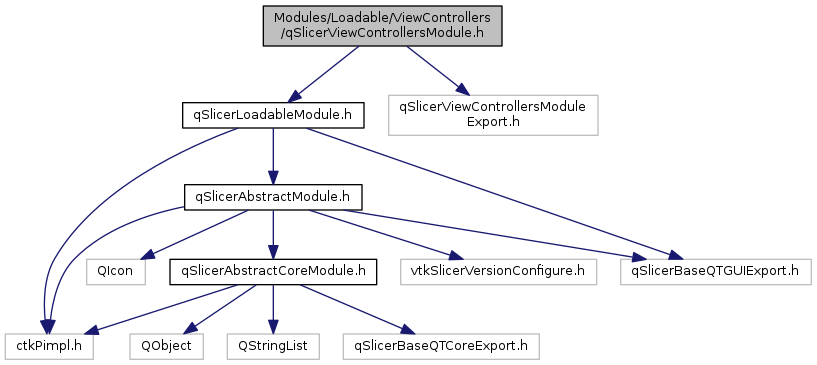 Modules/Loadable/ViewControllers
/qSlicerViewControllersModule.h
qSlicerLoadableModule.h
qSlicerViewControllersModule
Export.h
qSlicerAbstractModule.h
QIcon
qSlicerAbstractCoreModule.h
vtkSlicerVersionConfigure.h
qSlicerBaseQTGUIExport.h
ctkPimpl.h
QObject
QStringList
qSlicerBaseQTCoreExport.h